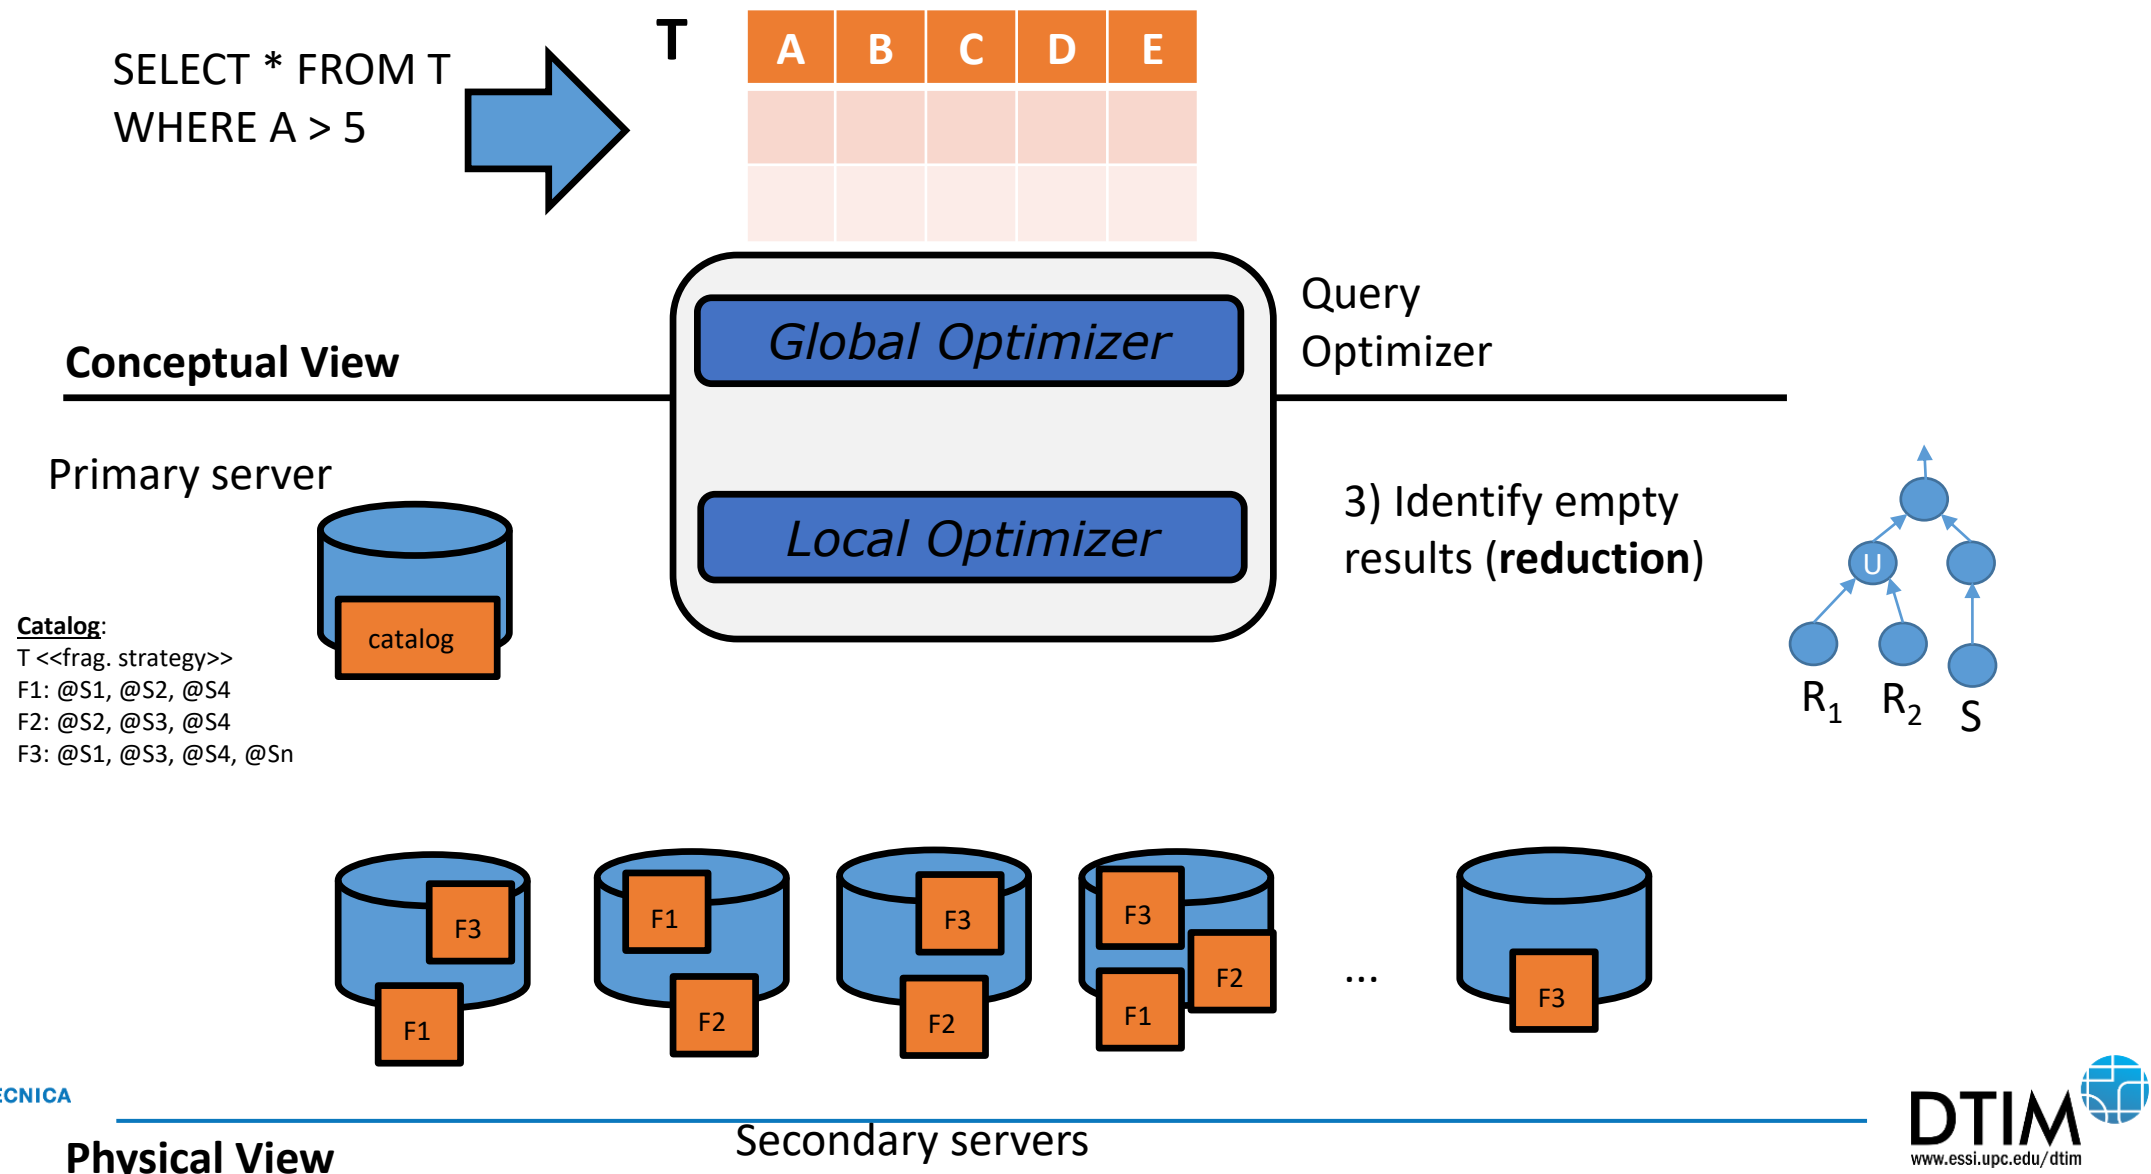 SELECT * FROM T
WHERE A > 5
T
A B C D E
Global Optimizer
Query
Optimizer
Conceptual View
Primary server
Local Optimizer
3) Identify empty
results (reduction)
U
R1 R2 S
catalog
Catalog:
T <<frag. strategy>>
F1: @S1, @S2, @S4
F2: @S2, @S3, @S4
F3: @S1, @S3, @S4, @Sn
F3
F1
F1
F2
F3
F2
F3
F2
F1
...
F3
ECNICA
Secondary servers
Physical View
DTIM
www.essi.upc.edu/dtim